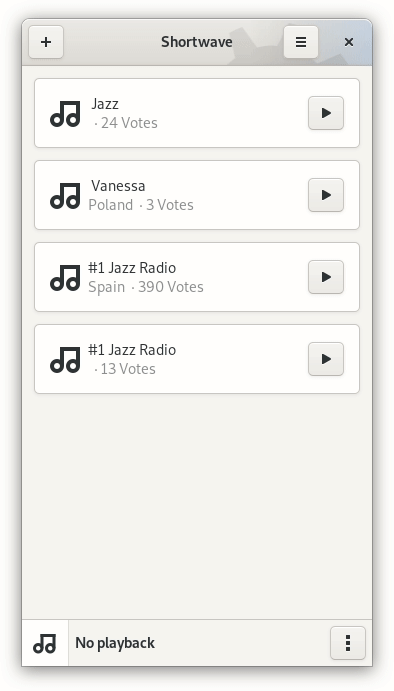 Shortwave
Jazz
· 24 Votes
Vanessa
Poland · 3 Votes
#1 Jazz Radio
Spain · 390 Votes
#1 Jazz Radio
· 13 Votes
No playback